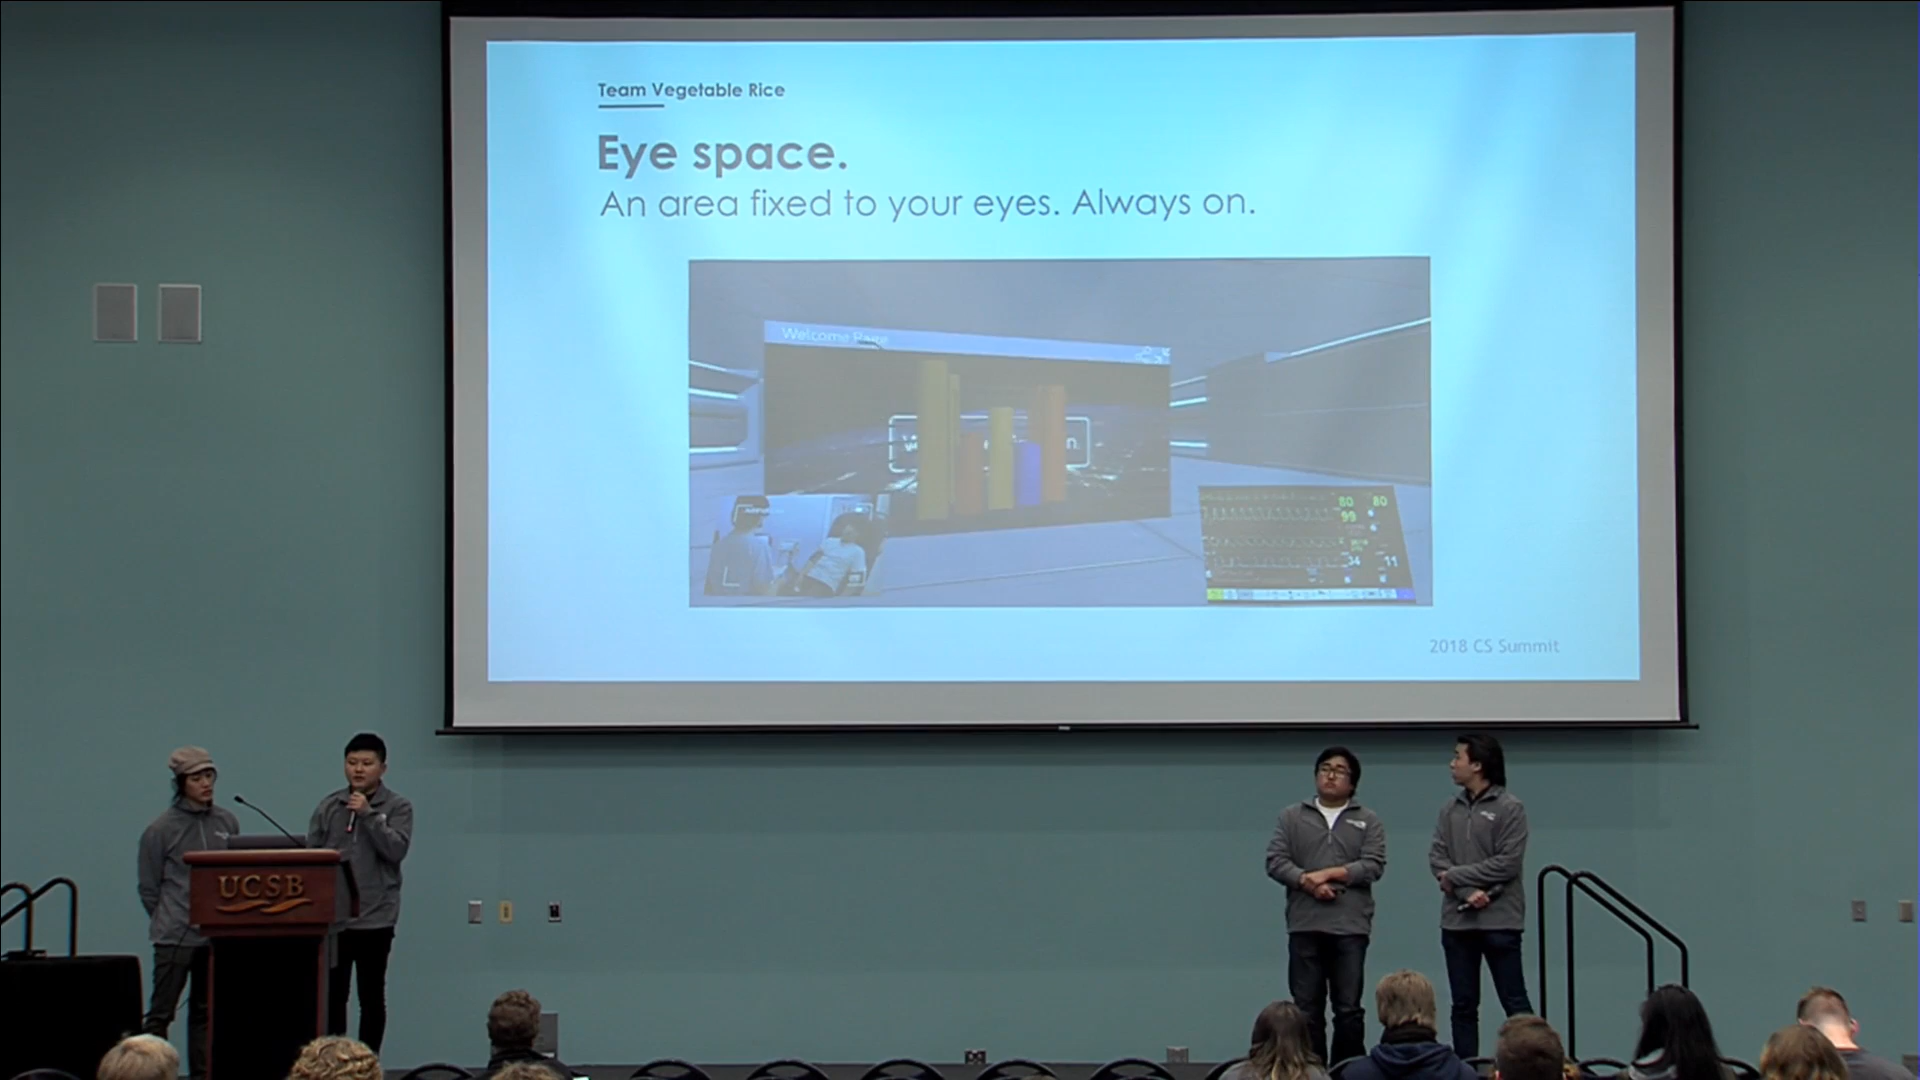 Team Vegetable Rice
Eye space.
An area fixed to your eyes. Always on.
Welcome Page
80 80
99
34 11
2018 CS Summit
UCSB